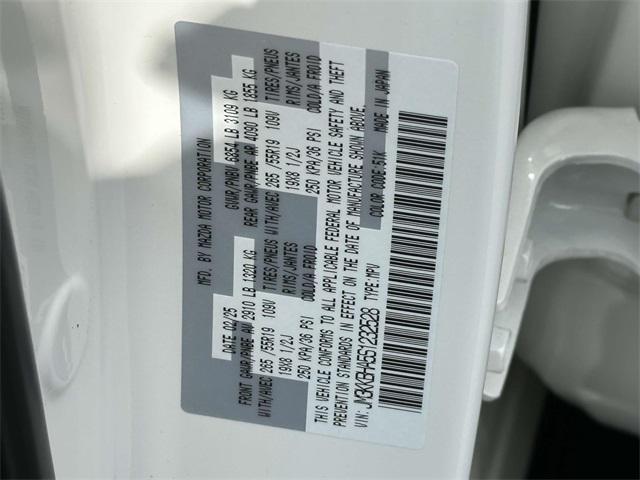 MFD. BY MAZDA MOTOR CORPORATION
DATE 02/25 GVWR/PNBV 6854 LB 3109 KG
FRONT GAWR/PNBE AV 2910 LB 1320 KG REAR GAWR/PNBE AR 4090 LB 1855 KG
WITH/AVEC 265 /55R19 109V TIRES/PNEUS WITH/AVEC 265 /55R19 109V TIRES/PNEUS
19X8 1/2J RIMS/JANTES 19X8 1/2J RIMS/JANTES
250 KPA/36 PSI COLD/A FROID 250 KPA/36 PSI COLD/A FROID
THIS VEHICLE CONFORMS TO ALL APPLICABLE FEDERAL MOTOR VEHICLE SAFETY AND THEFT
PREVENTION STANDARDS IN EFFECT ON THE DATE OF MANUFACTURE SHOWN ABOVE.
VIN: TYPE MPV COLOR CODE:51K MADE IN JAPAN